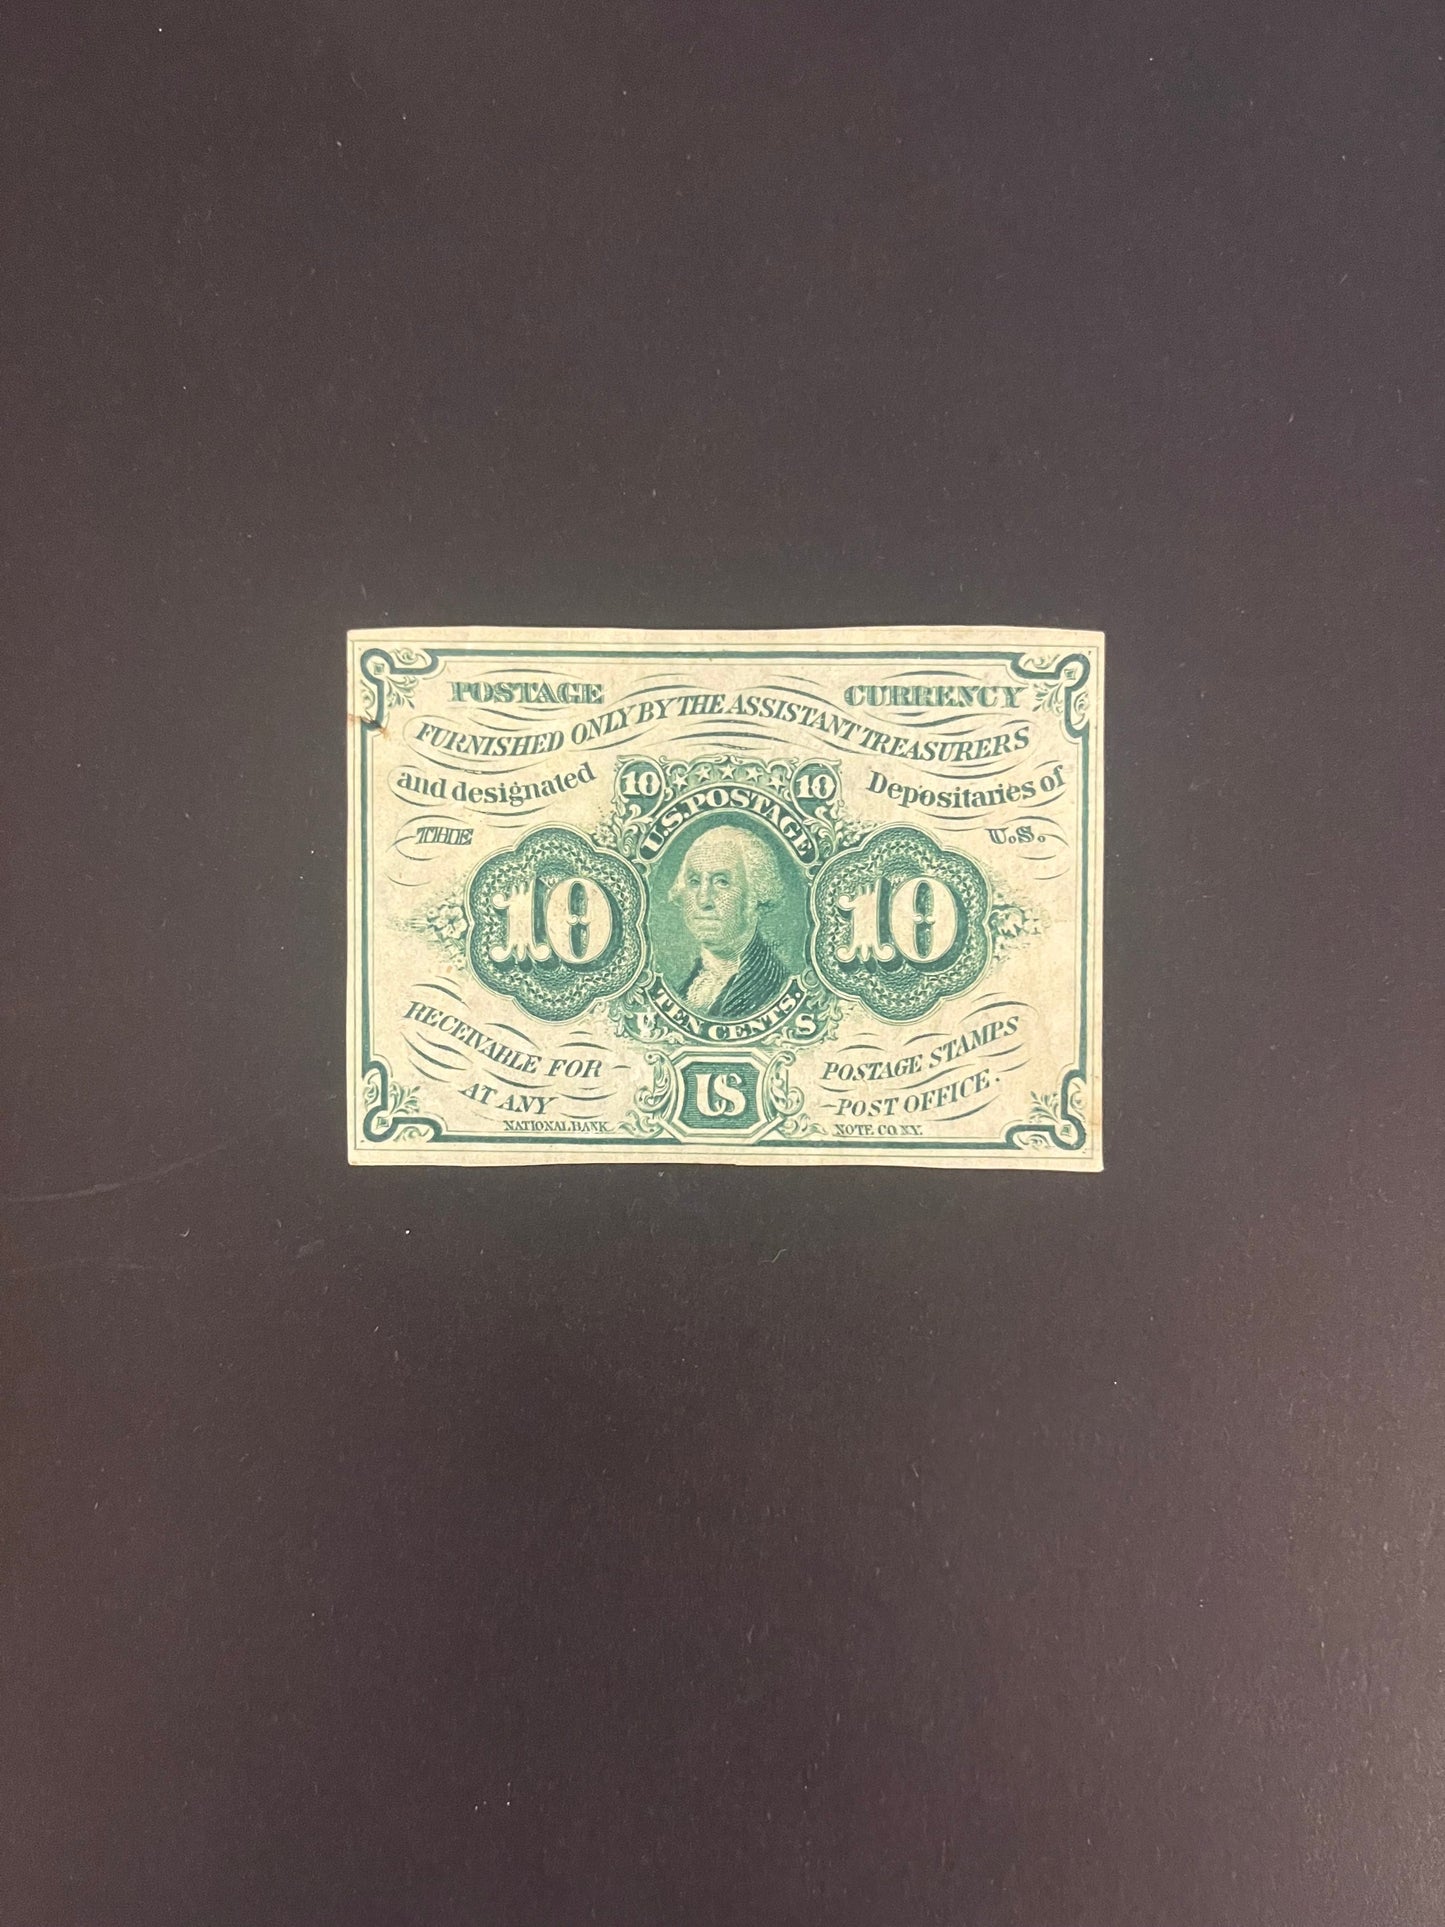 POSTAGE CURRENCY
FURNISHED ONLY BY THE ASSISTANT TREASURERS
and designated Depositaries of
THE U.S.
10 10
U.S. POSTAGE
10 10
TEN CENTS.
U S
RECEIVABLE FOR POSTAGE STAMPS
AT ANY POST OFFICE.
US
NATIONAL BANK NOTE CO. N.Y.